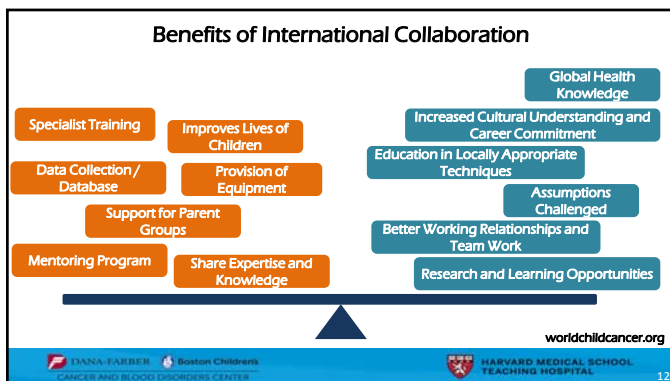 Benefits of International Collaboration
Specialist Training
Improves Lives of
Children
Data Collection /
Database
Provision of
Equipment
Support for Parent
Groups
Mentoring Program
Share Expertise and
Knowledge
Global Health
Knowledge
Increased Cultural Understanding and
Career Commitment
Education in Locally Appropriate
Techniques
Assumptions
Challenged
Better Working Relationships and
Team Work
Research and Learning Opportunities
worldchildcancer.org
DANA-FARBER Boston Children's
CANCER AND BLOOD DISORDERS CENTER
HARVARD MEDICAL SCHOOL
TEACHING HOSPITAL
12